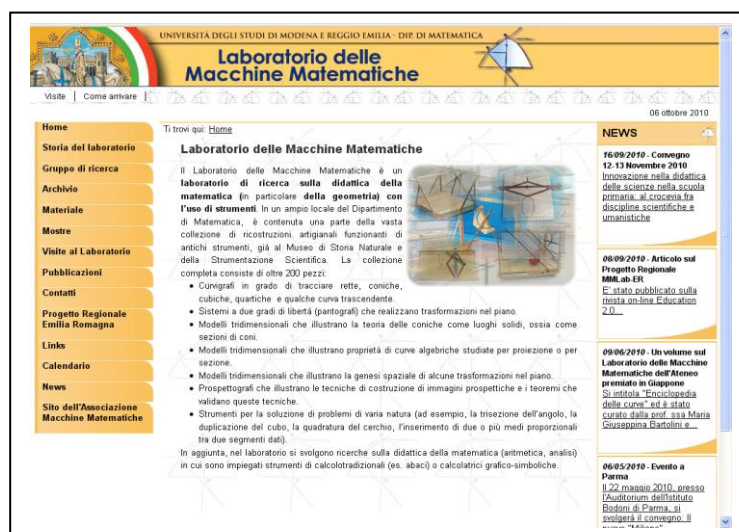 UNIVERSITÀ DEGLI STUDI DI MODENA E REGGIO EMILIA - DIP. DI MATEMATICA
Laboratorio delle
Macchine Matematiche
Visite | Come arrivare |
06 ottobre 2010
Home
Storia del laboratorio
Gruppo di ricerca
Archivio
Materiale
Mostre
Visite al Laboratorio
Pubblicazioni
Contatti
Progetto Regionale
Emilia Romagna
Links
Calendario
News
Sito dell'Associazione
Macchine Matematiche
Ti trovi qui: Home
Laboratorio delle Macchine Matematiche
Il Laboratorio delle Macchine Matematiche è un
laboratorio di ricerca sulla didattica della
matematica (in particolare della geometria) con
l'uso di strumenti. In un ampio locale del Dipartimento
di Matematica, è contenuta una parte della vasta
collezione di ricostruzioni artigianali funzionanti di
antichi strumenti, già al Museo di Storia Naturale e
della Strumentazione Scientifica. La collezione
completa consiste di oltre 200 pezzi:
• Curvigrafi in grado di tracciare rette, coniche,
cubiche, quartiche e qualche curva trascendente.
• Sistemi a due gradi di libertà (pantografi) che realizzano trasformazioni nel piano.
• Modelli tridimensionali che illustrano la teoria delle coniche come luoghi solidi, ossia come
sezioni di coni.
• Modelli tridimensionali che illustrano proprietà di curve algebriche studiate per proiezione o per
sezione.
• Modelli tridimensionali che illustrano la genesi spaziale di alcune trasformazioni nel piano.
• Prospettografi che illustrano le tecniche di costruzione di immagini prospettiche e i teoremi che
validano queste tecniche.
• Strumenti per la soluzione di problemi di varia natura (ad esempio, la trisezione dell'angolo, la
duplicazione del cubo, la quadratura del cerchio, l'inserimento di due o più medi proporzionali
tra due segmenti dati).
In aggiunta, nel laboratorio si svolgono ricerche sulla didattica della matematica (aritmetica, analisi)
in cui sono impiegati strumenti di calcolotradizionali (es. abaci) o calcolatrici grafico-simboliche.
NEWS
16/09/2010 - Convegno
12-13 Novembre 2010
Innovazione nella didattica
delle scienze nella scuola
primaria: al crocevia fra
discipline scientifiche e
umanistiche
08/09/2010 - Articolo sul
Progetto Regionale
MMLab-ER
E' stato pubblicato sulla
rivista on-line Education
2.0...
09/06/2010 - Un volume sul
Laboratorio delle Macchine
Matematiche dell'Ateneo
premiato in Giappone
Si intitola "Enciclopedia
delle curve" ed è stato
curato dalla prof. ssa Maria
Giuseppina Bartolini e...
06/05/2010 - Evento a
Parma
Il 22 maggio 2010, presso
l'Auditorium dell'Istituto
Bodoni di Parma, si
svolgerà il convegno: Il